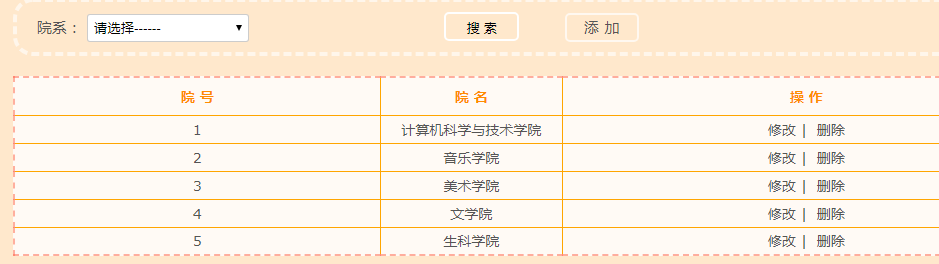 院系： 请选择------ 搜 索 添 加
院 号 院 名 操 作
1 计算机科学与技术学院 修改 | 删除
2 音乐学院 修改 | 删除
3 美术学院 修改 | 删除
4 文学院 修改 | 删除
5 生科学院 修改 | 删除